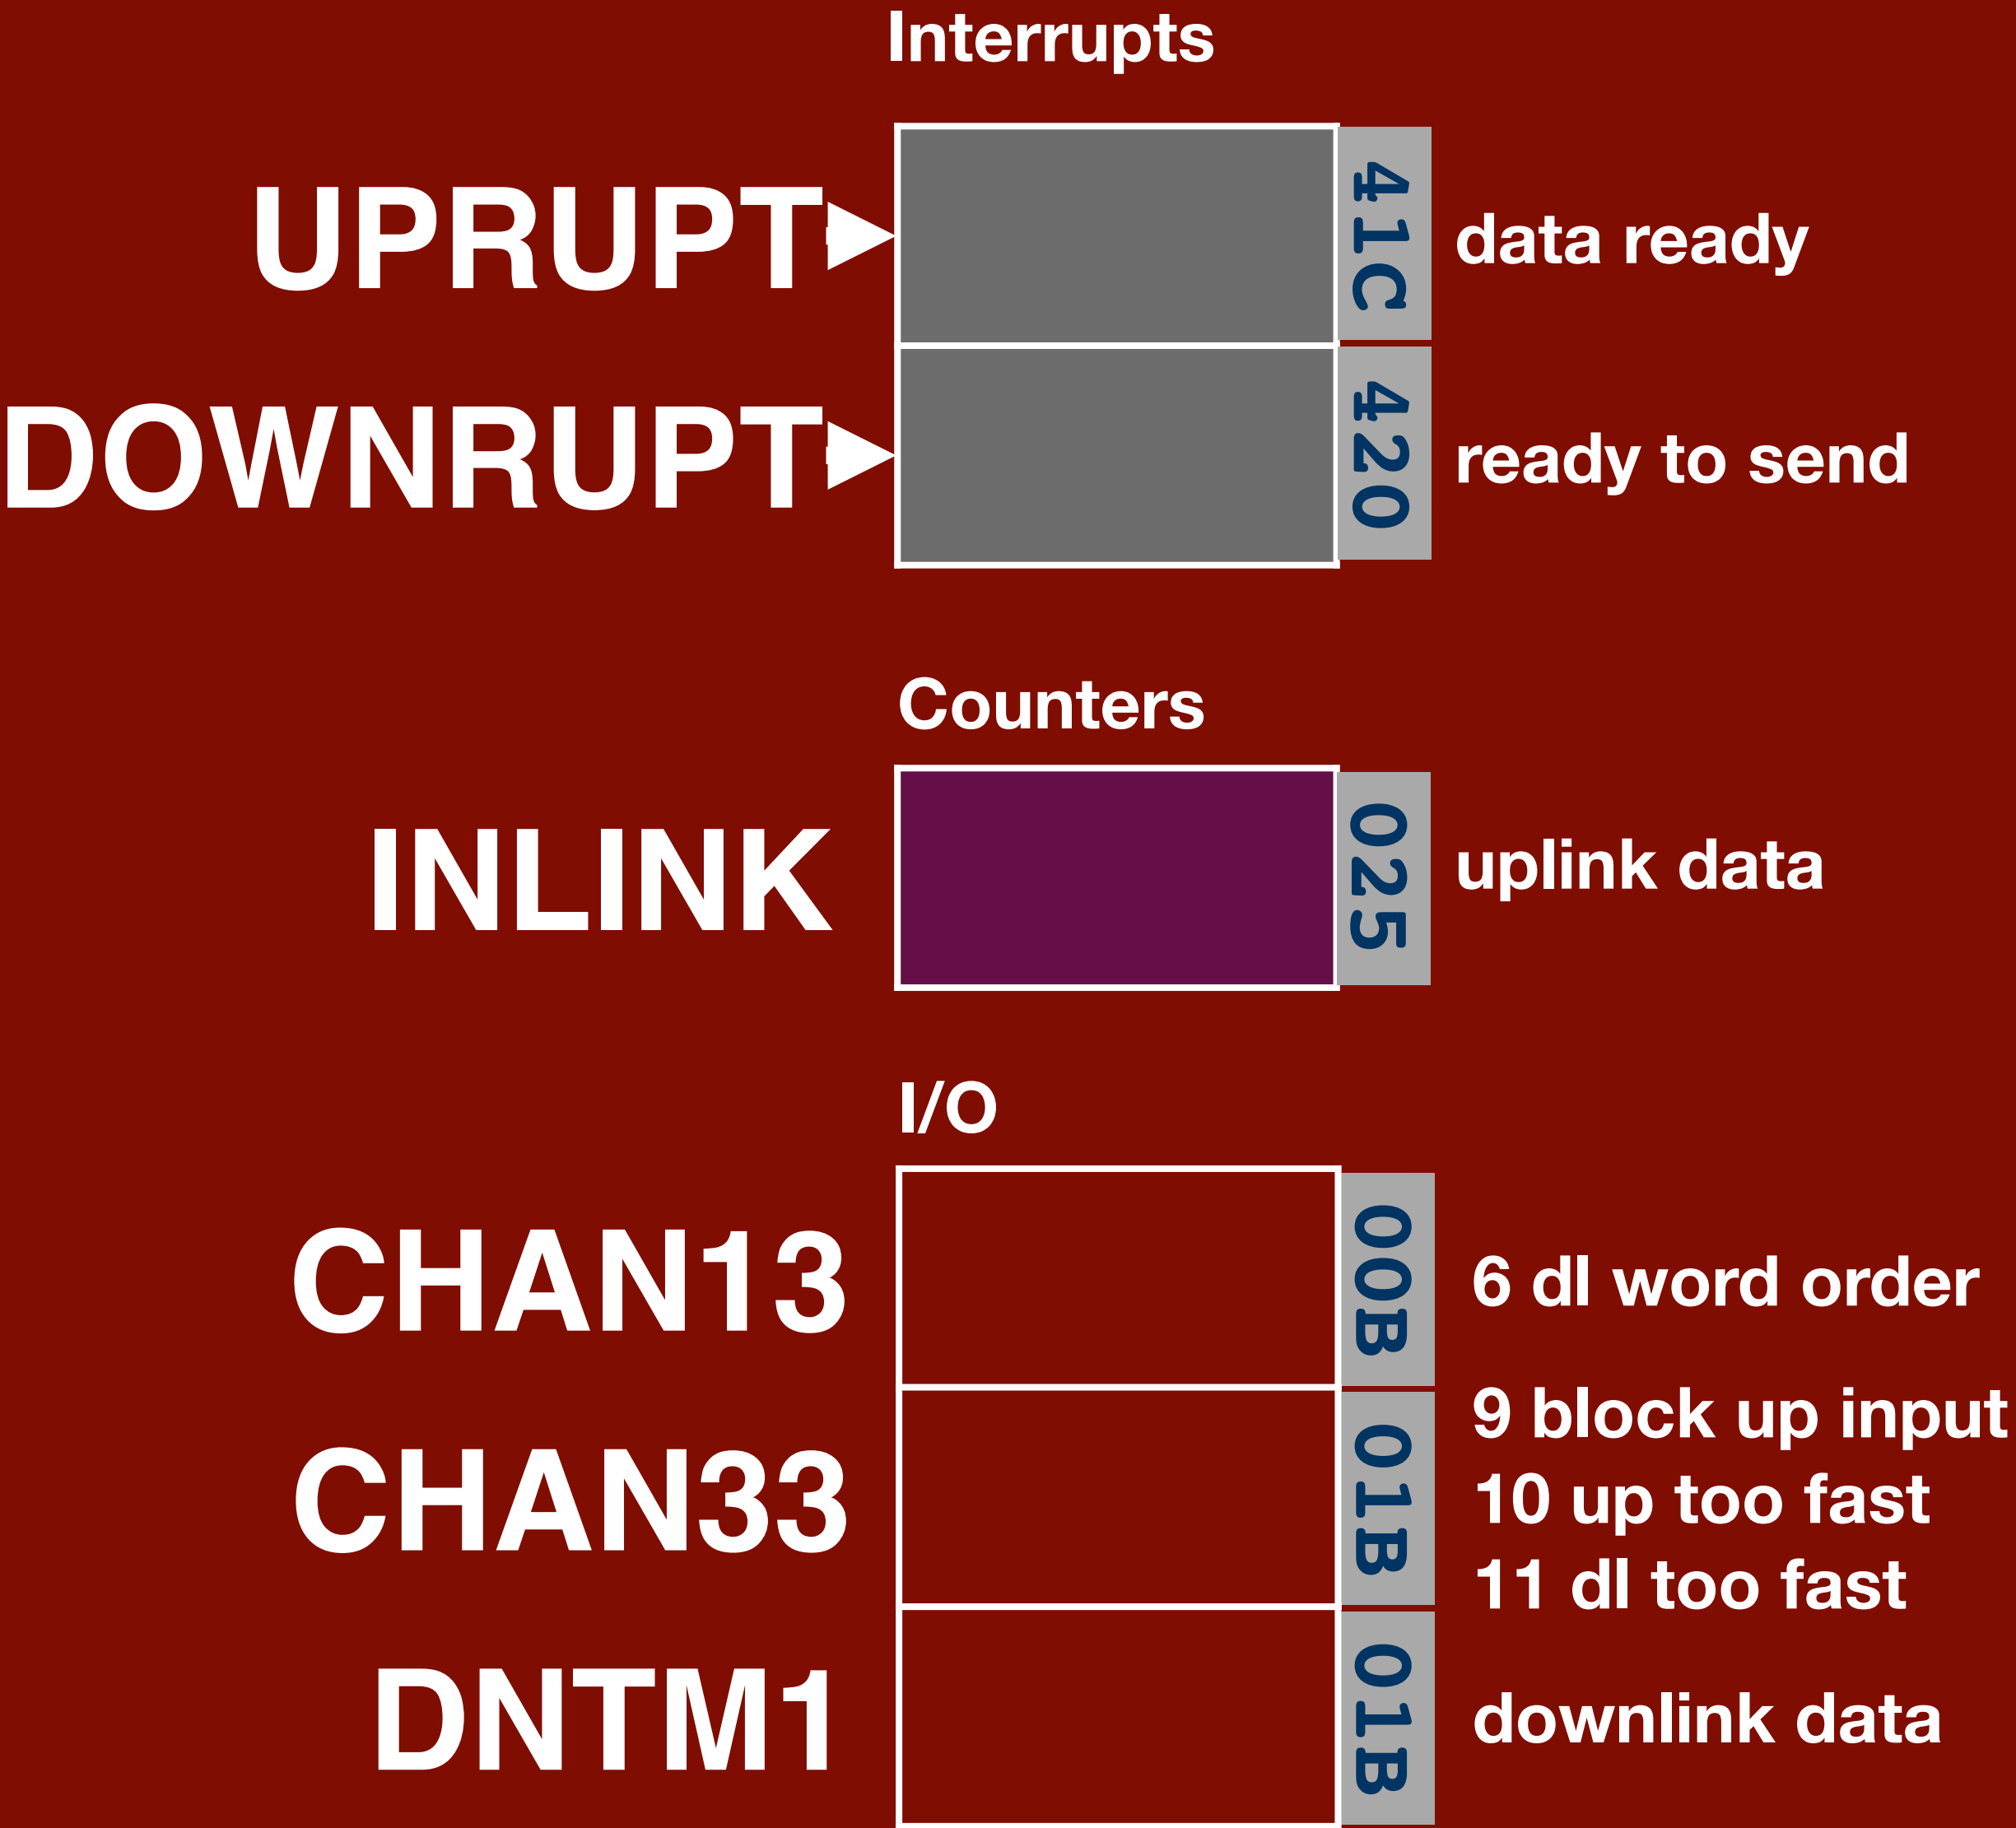 Interrupts
UPRUPT 41C data ready
DOWNRUPT 420 ready to send
Counters
INLINK 025 uplink data
I/O
CHAN13 00B 6 dl word order
9 block up input
CHAN33 01B 10 up too fast
11 dl too fast
DNTM1 01B downlink data